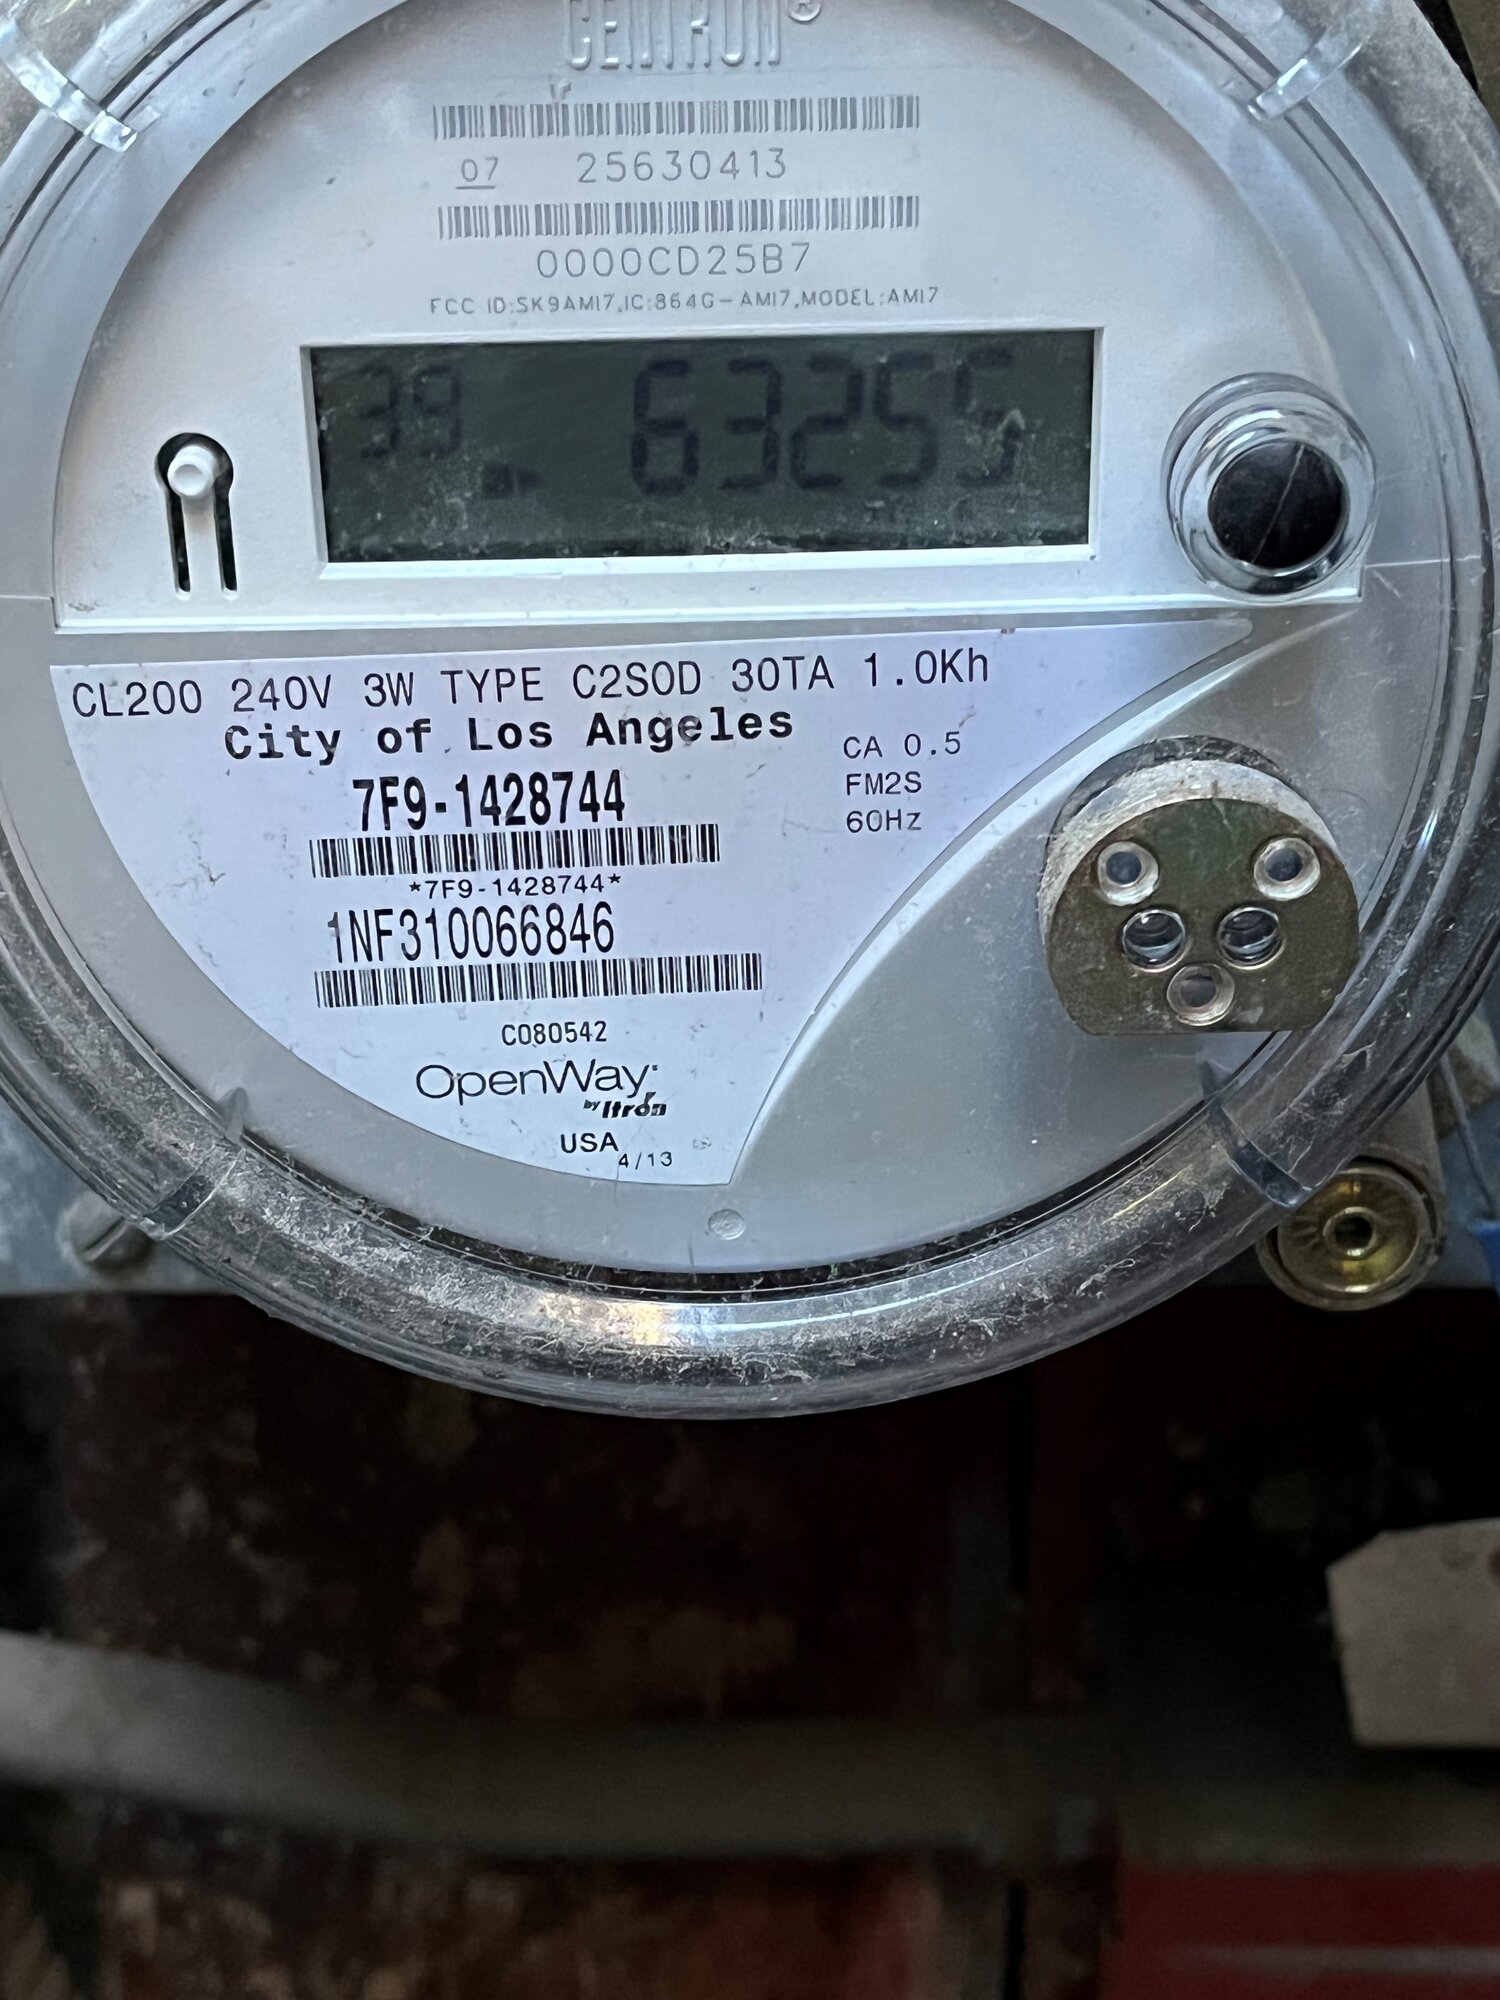 CENTRON®
07 25630413
0000CD25B7
FCC ID:SK9AMI7,IC:864G-AMI7,MODEL:AMI7
39 63255
CL200 240V 3W TYPE C2SOD 30TA 1.0Kh
City of Los Angeles
CA 0.5
7F9-1428744
FM2S
60Hz
*7F9-1428744*
1NF310066846
C080542
OpenWay
by Itrón
USA
4/13